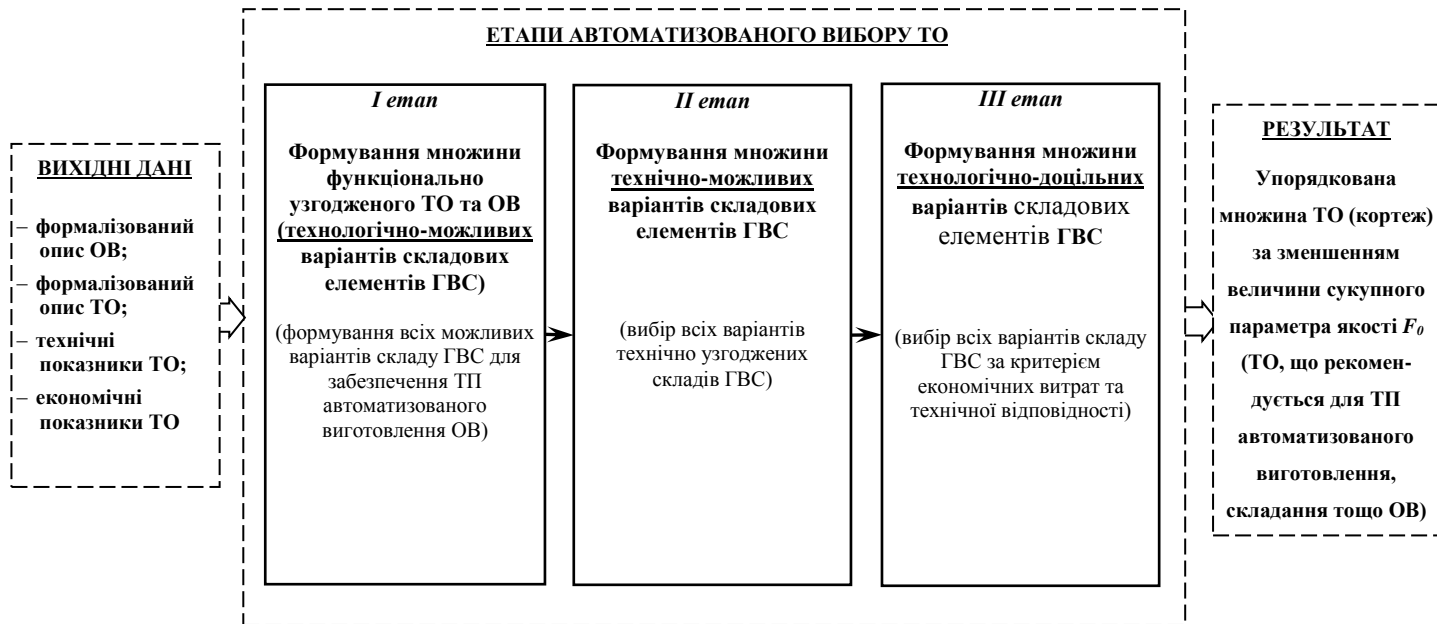 ЕТАПИ АВТОМАТИЗОВАНОГО ВИБОРУ ТО
ВИХІДНІ ДАНІ
– формалізований
опис ОВ;
– формалізований
опис ТО;
– технічні
показники ТО;
– економічні
показники ТО
I етап
Формування множини
функціонально
узгодженого ТО та ОВ
(технологічно-можливих
варіантів складових
елементів ГВС)
(формування всіх можливих
варіантів складу ГВС для
забезпечення ТП
автоматизованого
виготовлення ОВ)
II етап
Формування множини
технічно-можливих
варіантів складових
елементів ГВС
(вибір всіх варіантів
технічно узгоджених
складів ГВС)
III етап
Формування множини
технологічно-доцільних
варіантів складових
елементів ГВС
(вибір всіх варіантів складу
ГВС за критерієм
економічних витрат та
технічної відповідності)
РЕЗУЛЬТАТ
Упорядкована
множина ТО (кортеж)
за зменшенням
величини сукупного
параметра якості F₀
(ТО, що рекомен-
дується для ТП
автоматизованого
виготовлення,
складання тощо ОВ)